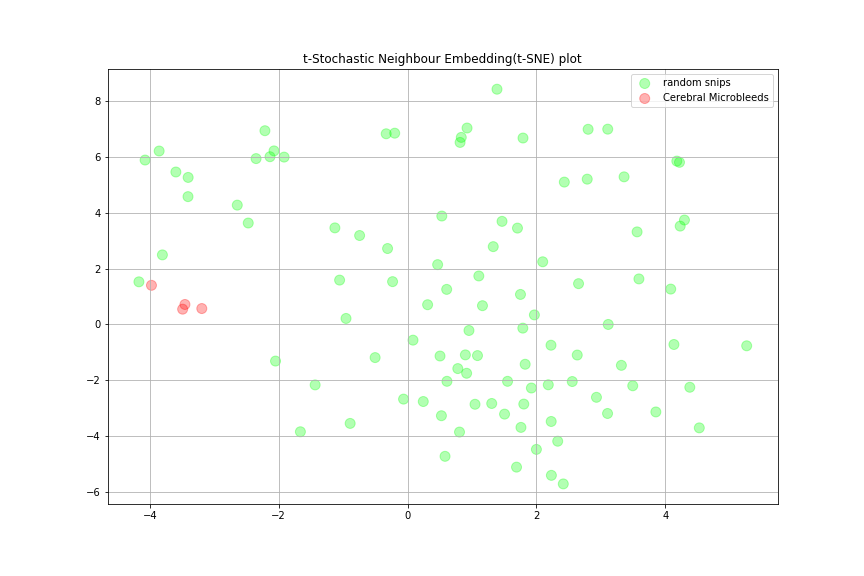 t-Stochastic Neighbour Embedding(t-SNE) plot
random snips
Cerebral Microbleeds
8
6
4
2
0
−2
−4
−6
−4 −2 0 2 4